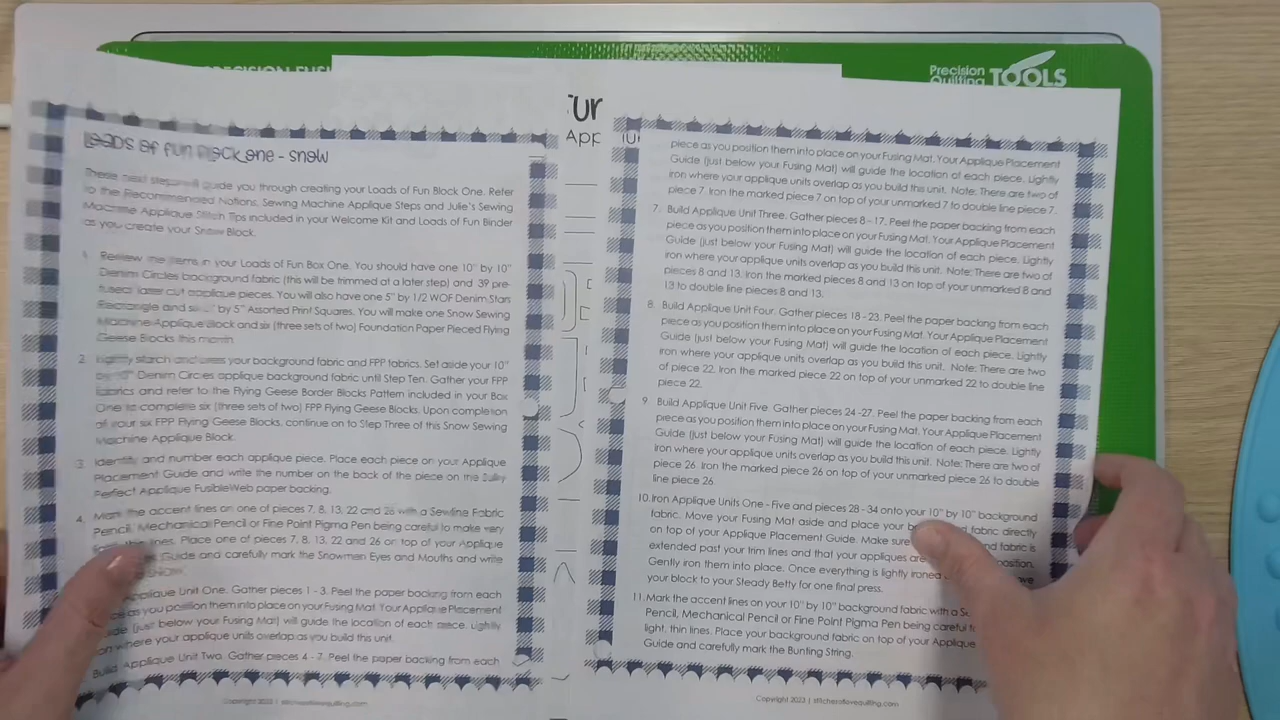 PRECISION FUSI
Precision
Quilting TOOLS
Fur
App
Loads of Fun Block One - Snow
These next steps will guide you through creating your Loads of Fun Block One. Refer
to the Recommended Notions, Sewing Machine Applique Steps and Julie's Sewing
Machine Applique Stitch Tips included in your Welcome Kit and Loads of Fun Binder
as you create your Snow Block.
1. Review the items in your Loads of Fun Box One. You should have one 10" by 10"
Denim Circles background fabric (this will be trimmed at a later step) and 39 pre-
fused laser cut applique pieces. You will also have one 5" by 1/2 WOF Denim Stars
Rectangle and six 5" by 5" Assorted Print Squares. You will make one Snow Sewing
Machine Applique Block and six (three sets of two) Foundation Paper Pieced Flying
Geese Blocks this month.
2. Lightly starch and press your background fabric and FPP fabrics. Set aside your 10"
by 10" Denim Circles applique background fabric until Step Ten. Gather your FPP
fabrics and refer to the Flying Geese Border Blocks Pattern included in your Box
One to complete six (three sets of two) FPP Flying Geese Blocks. Upon completion
of your six FPP Flying Geese Blocks, continue on to Step Three of this Snow Sewing
Machine Applique Block.
3. Identify and number each applique piece. Place each piece on your Applique
Placement Guide and write the number on the back of the piece on the Sulky
Perfect Applique FusibleWeb paper backing.
4. Mark the accent lines on one of pieces 7, 8, 13, 22 and 26 with a Sewline Fabric
Pencil, Mechanical Pencil or Fine Point Pigma Pen being careful to make very
lines. Place one of pieces 7, 8, 13, 22 and 26 on top of your Applique
Guide and carefully mark the Snowmen Eyes and Mouths and write
Snow.
Applique Unit One. Gather pieces 1 - 3. Peel the paper backing from each
as you position them into place on your Fusing Mat. Your Applique Placement
Guide (just below your Fusing Mat) will guide the location of each piece. Lightly
iron where your applique units overlap as you build this unit.
Build Applique Unit Two. Gather pieces 4 - 7. Peel the paper backing from each
Copyright 2023 | stitcheroflovequilting.com
piece as you position them into place on your Fusing Mat. Your Applique Placement
Guide (just below your Fusing Mat) will guide the location of each piece. Lightly
iron where your applique units overlap as you build this unit. Note: There are two of
piece 7. Iron the marked piece 7 on top of your unmarked 7 to double line piece 7.
7. Build Applique Unit Three. Gather pieces 8 - 17. Peel the paper backing from each
piece as you position them into place on your Fusing Mat. Your Applique Placement
Guide (just below your Fusing Mat) will guide the location of each piece. Lightly
iron where your applique units overlap as you build this unit. Note: There are two of
pieces 8 and 13. Iron the marked pieces 8 and 13 on top of your unmarked 8 and
13 to double line pieces 8 and 13.
8. Build Applique Unit Four. Gather pieces 18 - 23. Peel the paper backing from each
piece as you position them into place on your Fusing Mat. Your Applique Placement
Guide (just below your Fusing Mat) will guide the location of each piece. Lightly
iron where your applique units overlap as you build this unit. Note: There are two
of piece 22. Iron the marked piece 22 on top of your unmarked 22 to double line
piece 22.
9. Build Applique Unit Five. Gather pieces 24 -27. Peel the paper backing from each
piece as you position them into place on your Fusing Mat. Your Applique Placement
Guide (just below your Fusing Mat) will guide the location of each piece. Lightly
iron where your applique units overlap as you build this unit. Note: There are two of
piece 26. Iron the marked piece 26 on top of your unmarked piece 26 to double
line piece 26.
10. Iron Applique Units One - Five and pieces 28 - 34 onto your 10" by 10" background
fabric. Move your Fusing Mat aside and place your fabric directly
on top of your Applique Placement Guide. Make sure and fabric is
extended past your trim lines and that your appliques are position.
Gently iron them into place. Once everything is lightly ironed
your block to your Steady Betty for one final press.
11. Mark the accent lines on your 10" by 10" background fabric with a
Pencil, Mechanical Pencil or Fine Point Pigma Pen being careful
light, thin lines. Place your background fabric on top of your Applique
Guide and carefully mark the Bunting String.
Copyright 2023 | stitcheroflovequilting.com